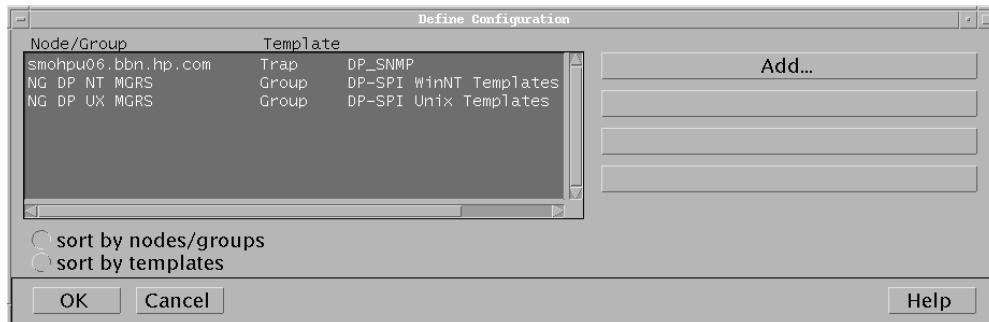 Define Configuration
Node/Group Template
smohpu06.bbn.hp.com Trap DP_SNMP
NG DP NT MGRS Group DP-SPI WinNT Templates
NG DP UX MGRS Group DP-SPI Unix Templates
Add...
sort by nodes/groups
sort by templates
OK Cancel Help